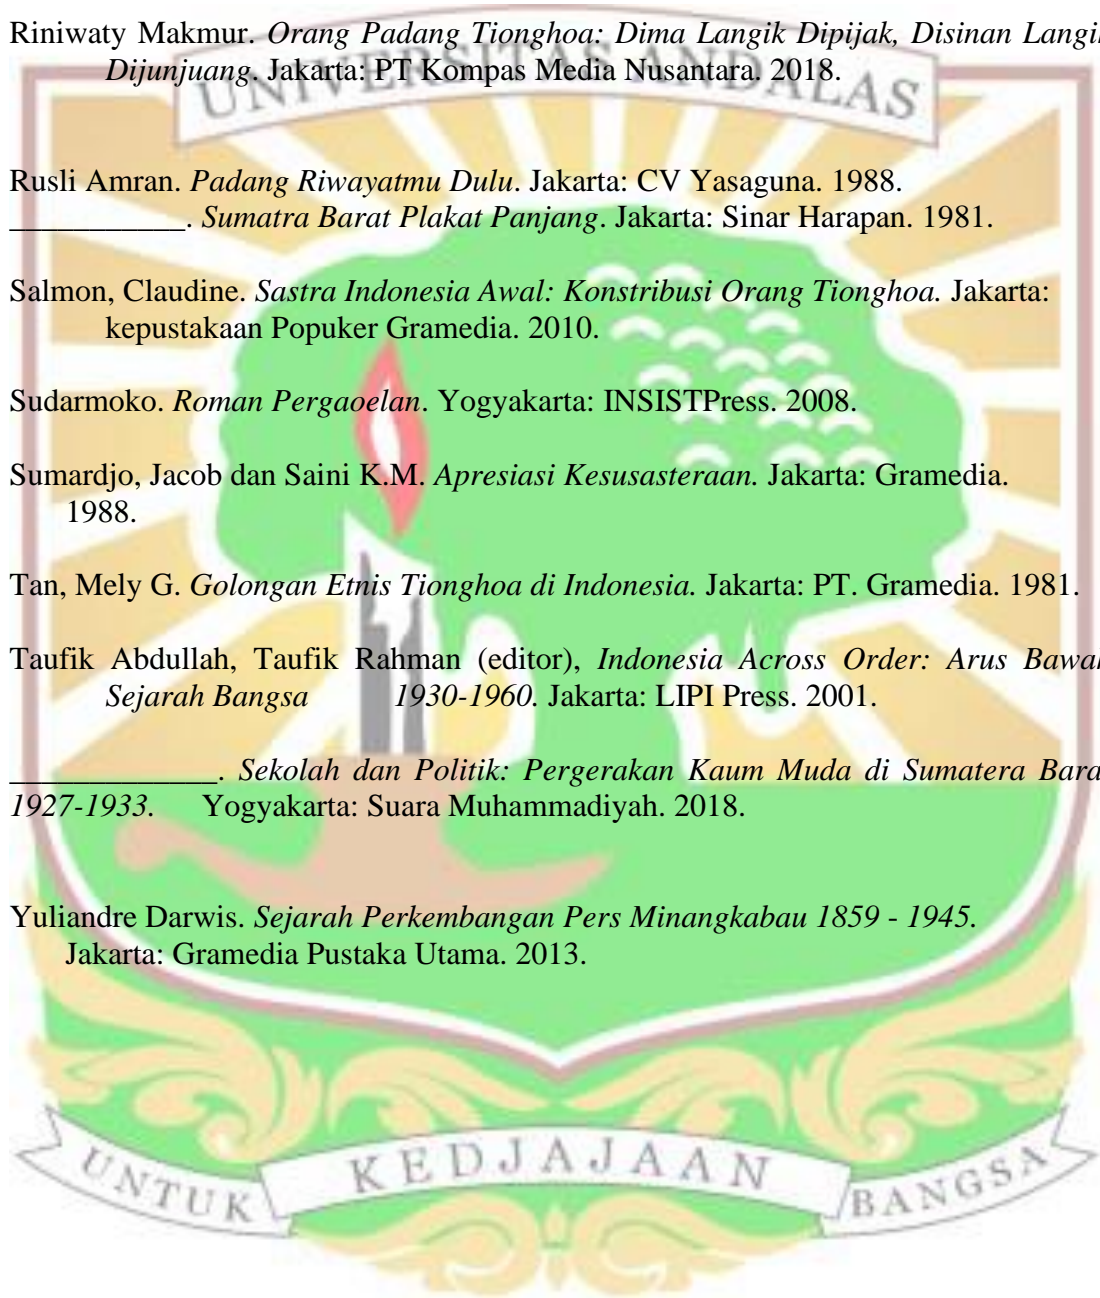 Riniwaty Makmur. Orang Padang Tionghoa: Dima Langik Dipijak, Disinan Langik
Dijunjuang. Jakarta: PT Kompas Media Nusantara. 2018.
UNIVERSITAS ANDALAS
Rusli Amran. Padang Riwayatmu Dulu. Jakarta: CV Yasaguna. 1988.
___________. Sumatra Barat Plakat Panjang. Jakarta: Sinar Harapan. 1981.
Salmon, Claudine. Sastra Indonesia Awal: Konstribusi Orang Tionghoa. Jakarta:
kepustakaan Popuker Gramedia. 2010.
Sudarmoko. Roman Pergaoelan. Yogyakarta: INSISTPress. 2008.
Sumardjo, Jacob dan Saini K.M. Apresiasi Kesusasteraan. Jakarta: Gramedia.
1988.
Tan, Mely G. Golongan Etnis Tionghoa di Indonesia. Jakarta: PT. Gramedia. 1981.
Taufik Abdullah, Taufik Rahman (editor), Indonesia Across Order: Arus Bawah
Sejarah Bangsa 1930-1960. Jakarta: LIPI Press. 2001.
_____________. Sekolah dan Politik: Pergerakan Kaum Muda di Sumatera Bara
1927-1933. Yogyakarta: Suara Muhammadiyah. 2018.
Yuliandre Darwis. Sejarah Perkembangan Pers Minangkabau 1859 - 1945.
Jakarta: Gramedia Pustaka Utama. 2013.
UNTUK KEDJAJAAN BANGSA